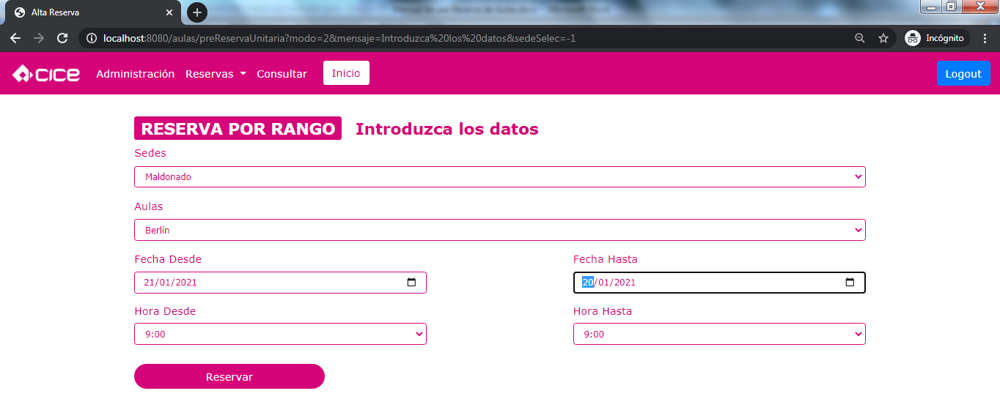 Alta Reserva
localhost:8080/aulas/preReservaUnitaria?modo=2&mensaje=Introduzca%20los%20datos&sedeSelec=-1
Incógnito
CICE Administración Reservas Consultar Inicio Logout
RESERVA POR RANGO Introduzca los datos
Sedes
Maldonado
Aulas
Berlín
Fecha Desde Fecha Hasta
21/01/2021 20/01/2021
Hora Desde Hora Hasta
9:00 9:00
Reservar